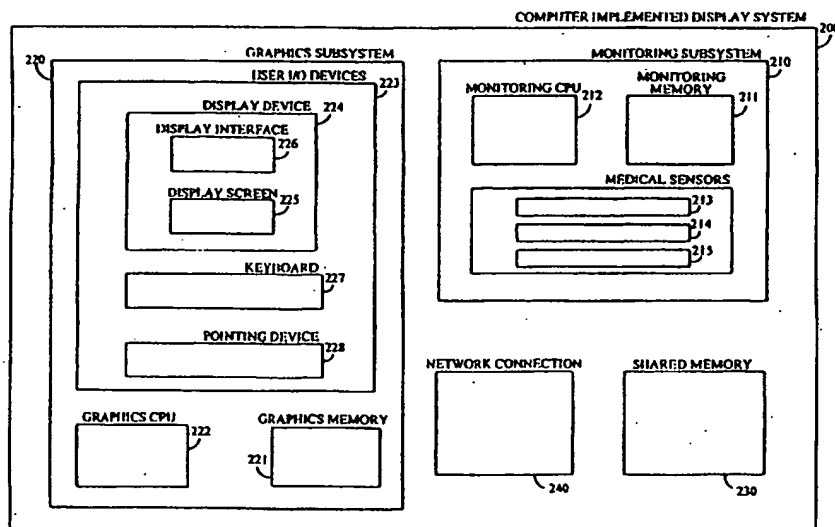 COMPUTER IMPLEMENTED DISPLAY SYSTEM
200
GRAPHICS SUBSYSTEM
220
USER I/O DEVICES
223
DISPLAY DEVICE
224
DISPLAY INTERFACE
226
DISPLAY SCREEN
225
KEYBOARD
227
POINTING DEVICE
228
GRAPHICS CPU
222
GRAPHICS MEMORY
221
MONITORING SUBSYSTEM
210
MONITORING CPU
212
MONITORING
MEMORY
211
MEDICAL SENSORS
213
214
215
NETWORK CONNECTION
240
SHARED MEMORY
230